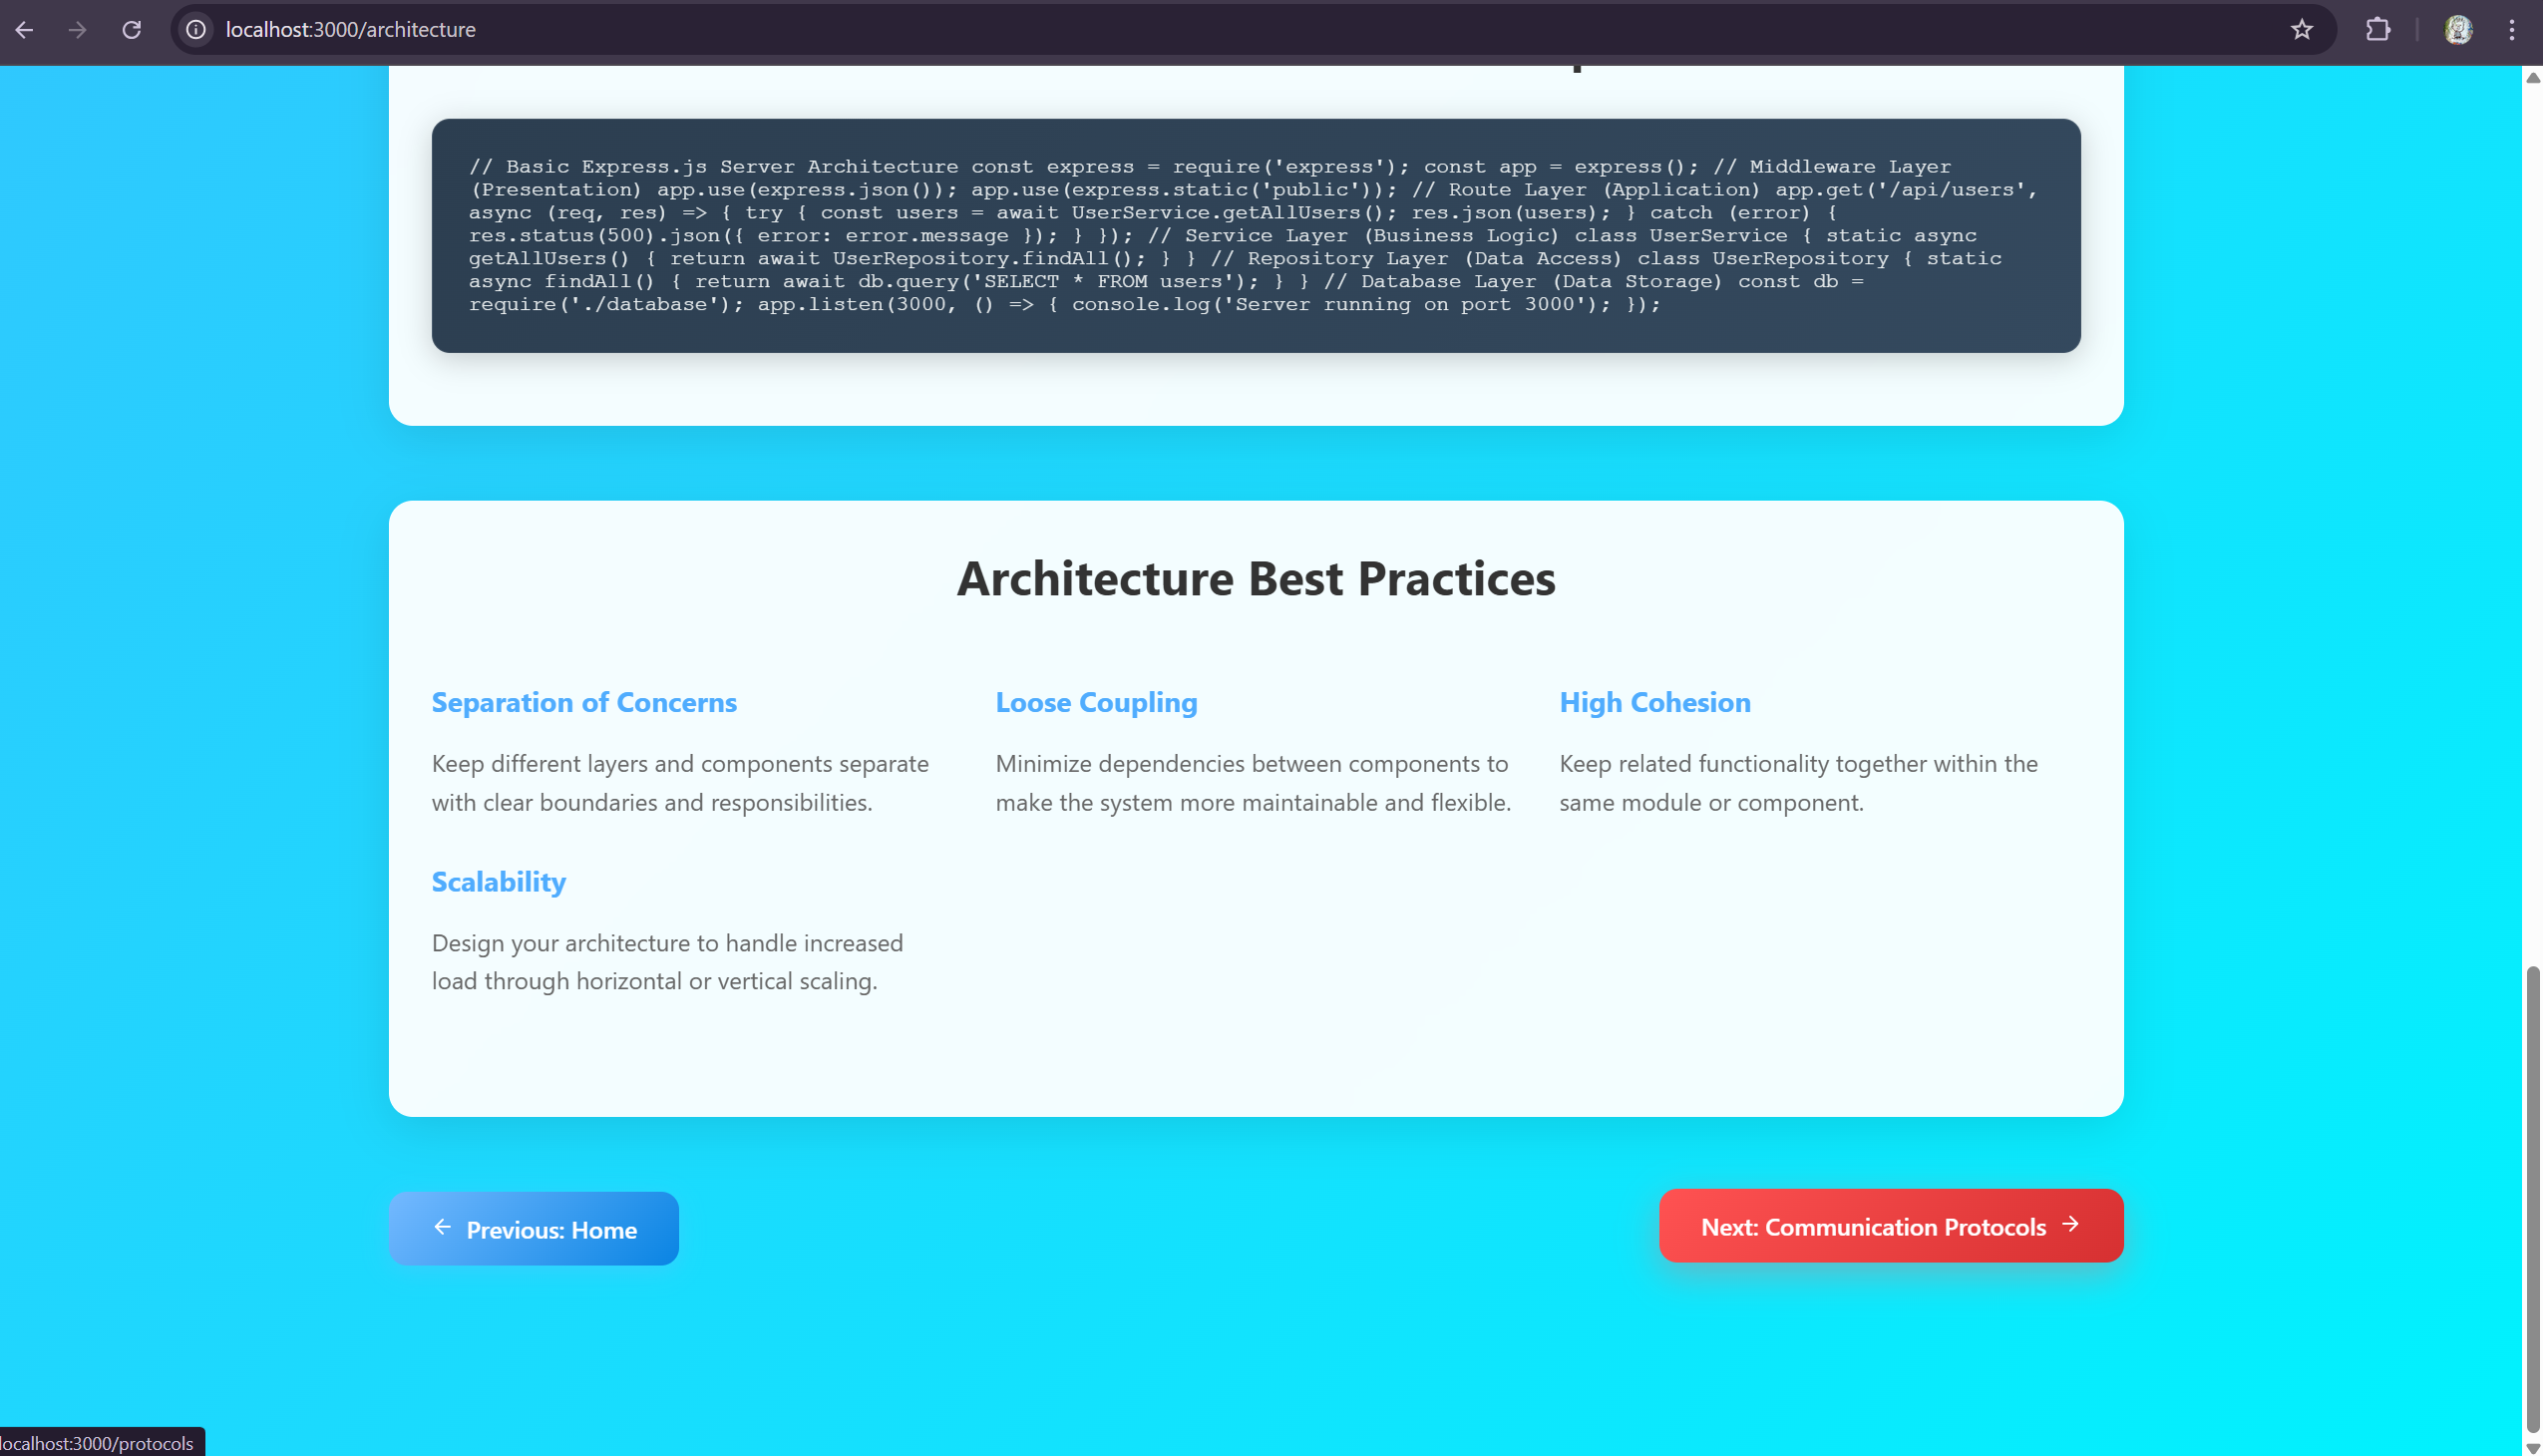 localhost:3000/architecture
// Basic Express.js Server Architecture const express = require('express'); const app = express(); // Middleware Layer
(Presentation) app.use(express.json()); app.use(express.static('public')); // Route Layer (Application) app.get('/api/users',
async (req, res) => { try { const users = await UserService.getAllUsers(); res.json(users); } catch (error) {
res.status(500).json({ error: error.message }); } }); // Service Layer (Business Logic) class UserService { static async
getAllUsers() { return await UserRepository.findAll(); } } // Repository Layer (Data Access) class UserRepository { static
async findAll() { return await db.query('SELECT * FROM users'); } } // Database Layer (Data Storage) const db =
require('./database'); app.listen(3000, () => { console.log('Server running on port 3000'); });
Architecture Best Practices
Separation of Concerns
Keep different layers and components separate
with clear boundaries and responsibilities.
Loose Coupling
Minimize dependencies between components to
make the system more maintainable and flexible.
High Cohesion
Keep related functionality together within the
same module or component.
Scalability
Design your architecture to handle increased
load through horizontal or vertical scaling.
← Previous: Home
Next: Communication Protocols →
localhost:3000/protocols